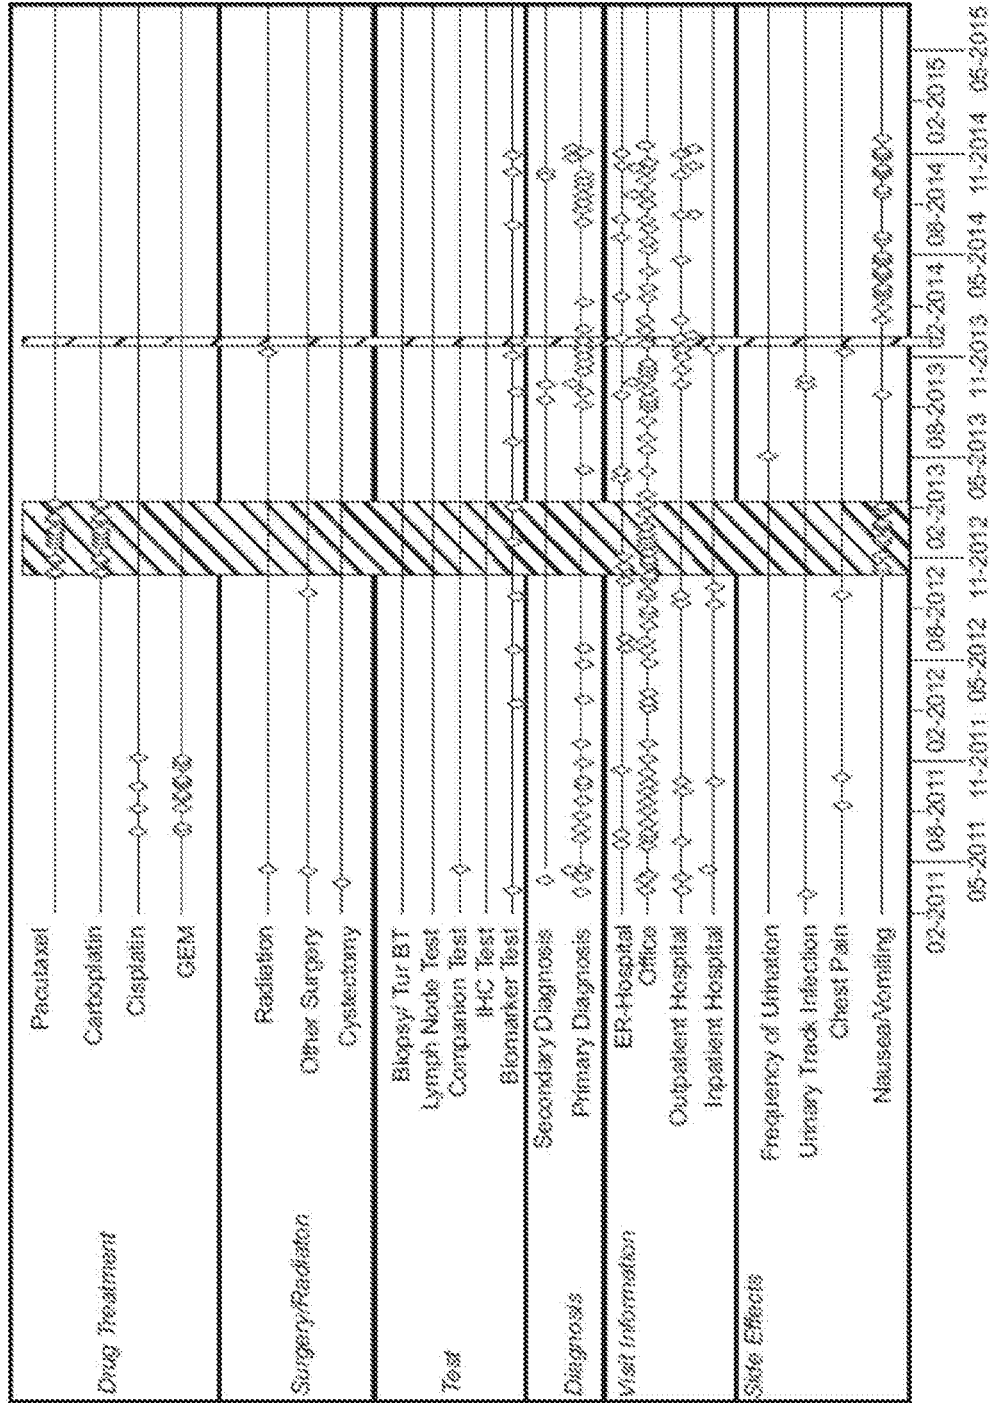 Drug Treatment
Paclitaxel
Carboplatin
Cisplatin
GEM
Surgery/Radiaton
Radiation
Other Surgery
Cystectomy
Test
Biopsy/ Tur BT
Lymph Node Test
Companion Test
IHC Test
Biomarker Test
Diagnosis
Secondary Diagnosis
Primary Diagnosis
Visit Information
ER-Hospital
Office
Outpatient Hospital
Inpatient Hospital
Side Effects
Frequency of Urination
Urinary Track Infection
Chest Pain
Nausea/Vomiting
02-2011 08-2011 02-2012 08-2012 02-2013 08-2013 02-2014 08-2014 02-2015
05-2011 11-2011 05-2012 11-2012 05-2013 11-2013 05-2014 11-2014 05-2015